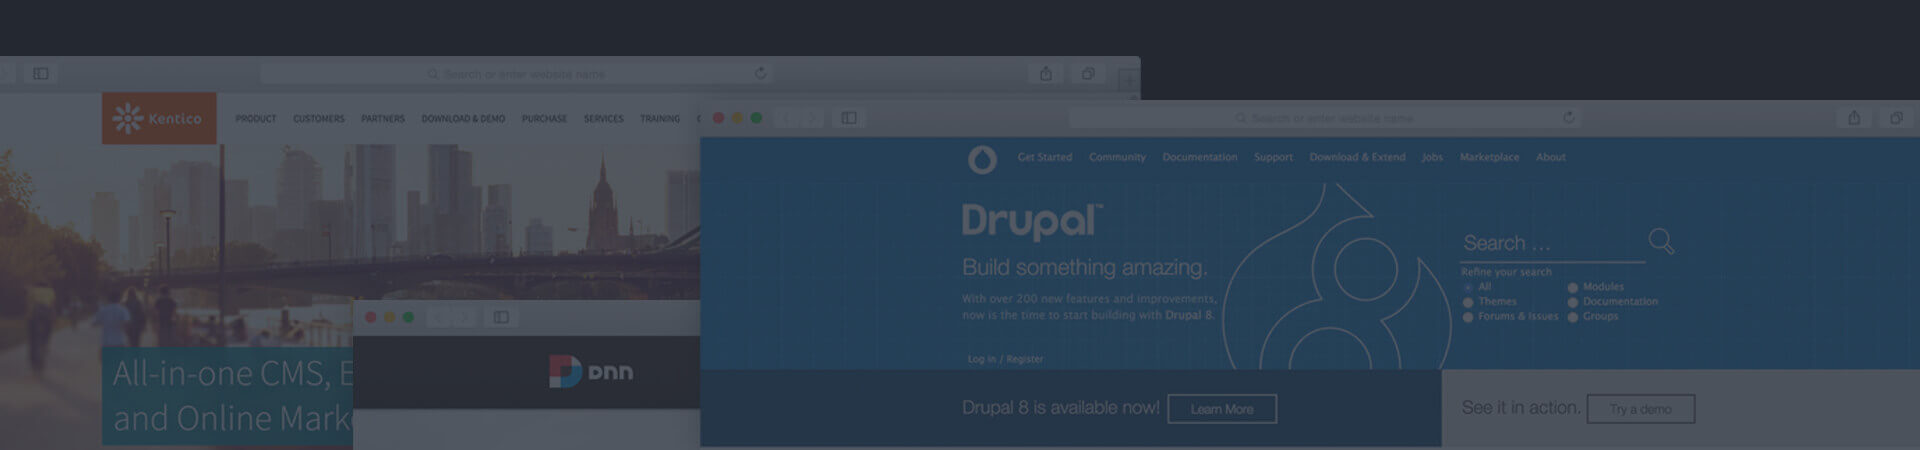 Search or enter website name
Kentico
PRODUCT CUSTOMERS PARTNERS DOWNLOAD & DEMO PURCHASE SERVICES TRAINING
All-in-one CMS, E
and Online Mark
DNN
Search or enter website name
Get Started Community Documentation Support Download & Extend Jobs Marketplace About
Drupal™
Build something amazing.
With over 200 new features and improvements,
now is the time to start building with Drupal 8.
Log in / Register
Search ...
Refine your search
All Modules
Themes Documentation
Forums & Issues Groups
Drupal 8 is available now! Learn More
See it in action. Try a demo